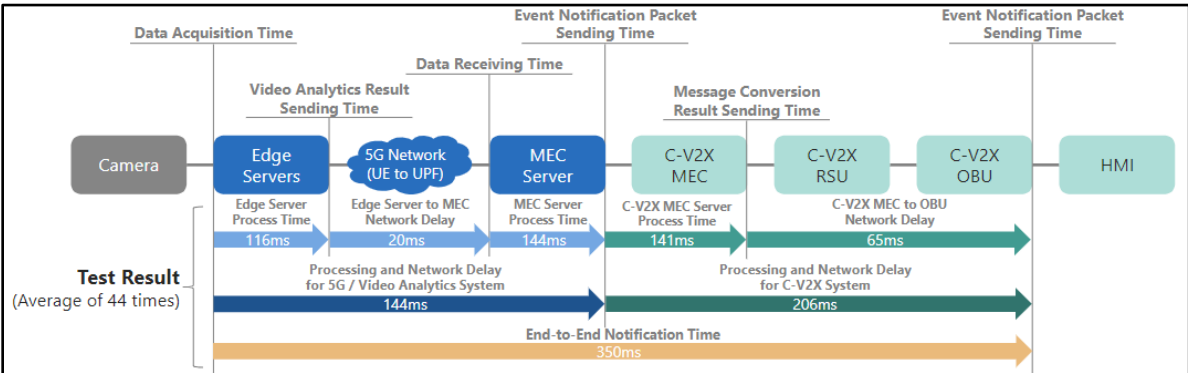 Event Notification Packet
Sending Time
Event Notification Packet
Sending Time
Data Acquisition Time
Data Receiving Time
Video Analytics Result
Sending Time
Message Conversion
Result Sending Time
Camera
Edge
Servers
5G Network
(UE to UPF)
MEC
Server
C-V2X
MEC
C-V2X
RSU
C-V2X
OBU
HMI
Edge Server
Process Time
116ms
Edge Server to MEC
Network Delay
20ms
MEC Server
Process Time
144ms
C-V2X MEC Server
Process Time
141ms
C-V2X MEC to OBU
Network Delay
65ms
Test Result
(Average of 44 times)
Processing and Network Delay
for 5G / Video Analytics System
144ms
Processing and Network Delay
for C-V2X System
206ms
End-to-End Notification Time
350ms